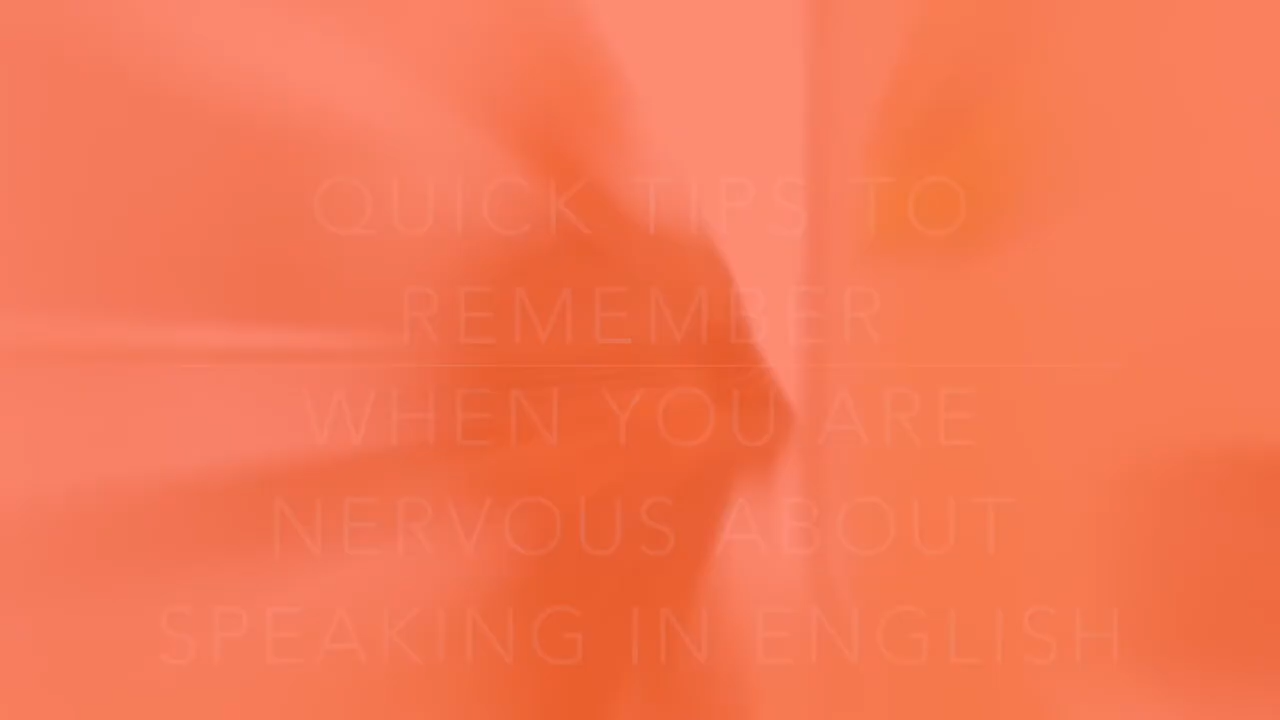 QUICK TIPS TO
REMEMBER
WHEN YOU ARE
NERVOUS ABOUT
SPEAKING IN ENGLISH